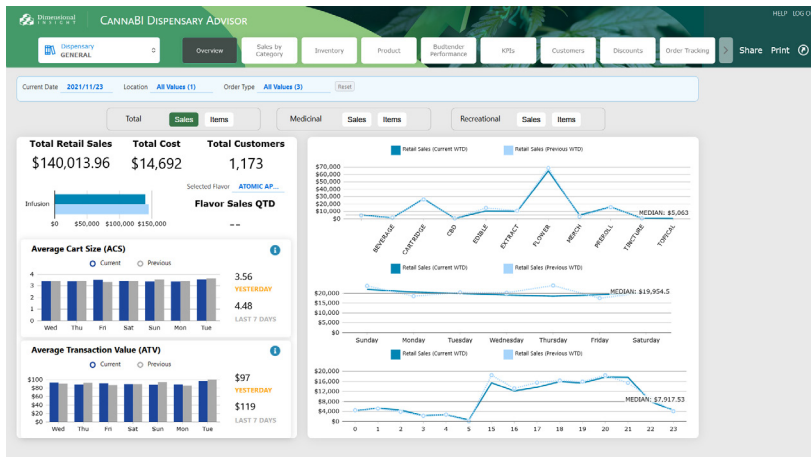 Dimensional
INSIGHT
CANNABI DISPENSARY ADVISOR
HELP LOG O
Dispensary
GENERAL
Overview
Sales by
Category
Inventory
Product
Budtender
Performance
KPIs
Customers
Discounts
Order Tracking
Share Print
Current Date 2021/11/23 Location All Values (1) Order Type All Values (3) Reset
Total Sales Items
Medicinal Sales Items
Recreational Sales Items
Total Retail Sales Total Cost Total Customers
$140,013.96 $14,692 1,173
Selected Flavor ATOMIC AP...
Flavor Sales QTD
--
Infusion
$0 $50,000 $100,000 $150,000
Average Cart Size (ACS)
Current Previous
4
3
2
1
0
Wed Thu Fri Sat Sun Mon Tue
3.56
YESTERDAY
4.48
LAST 7 DAYS
Average Transaction Value (ATV)
Current Previous
$100
$80
$60
$40
$20
$0
Wed Thu Fri Sat Sun Mon Tue
$97
YESTERDAY
$119
LAST 7 DAYS
Retail Sales (Current WTD) Retail Sales (Previous WTD)
$70,000
$60,000
$50,000
$40,000
$30,000
$20,000
$10,000
$0
MEDIAN: $5,063
BEVERAGE CARTRIDGE CBD EDIBLE EXTRACT FLOWER MERCH PREROLL TINCTURE TOPICAL
Retail Sales (Current WTD) Retail Sales (Previous WTD)
$20,000
$15,000
$10,000
$5,000
$0
MEDIAN: $19,954.5
Sunday Monday Tuesday Wednesday Thursday Friday Saturday
Retail Sales (Current WTD) Retail Sales (Previous WTD)
$20,000
$16,000
$12,000
$8,000
$4,000
$0
MEDIAN: $7,917.53
0 1 2 3 4 5 15 16 17 18 19 20 21 22 23